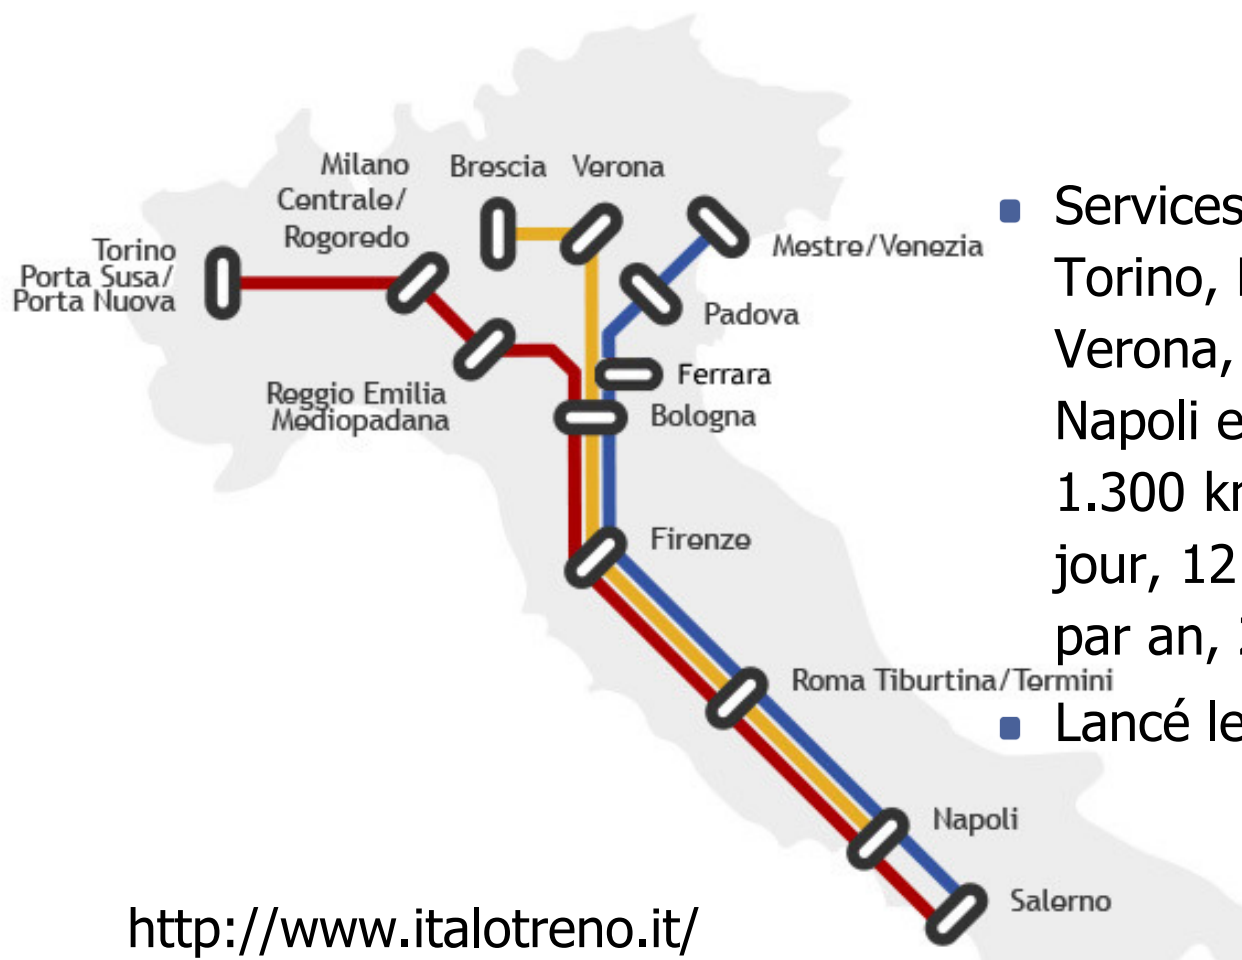 Milano
Centrale/
Rogoredo
Brescia
Verona
Torino
Porta Susa/
Porta Nuova
Mestre/Venezia
Padova
Ferrara
Reggio Emilia
Mediopadana
Bologna
Firenze
Roma Tiburtina/Termini
Napoli
Salerno
http://www.italotreno.it/
Services
Torino,
Verona,
Napoli
1.300
jour, 12
par an,
Lancé le